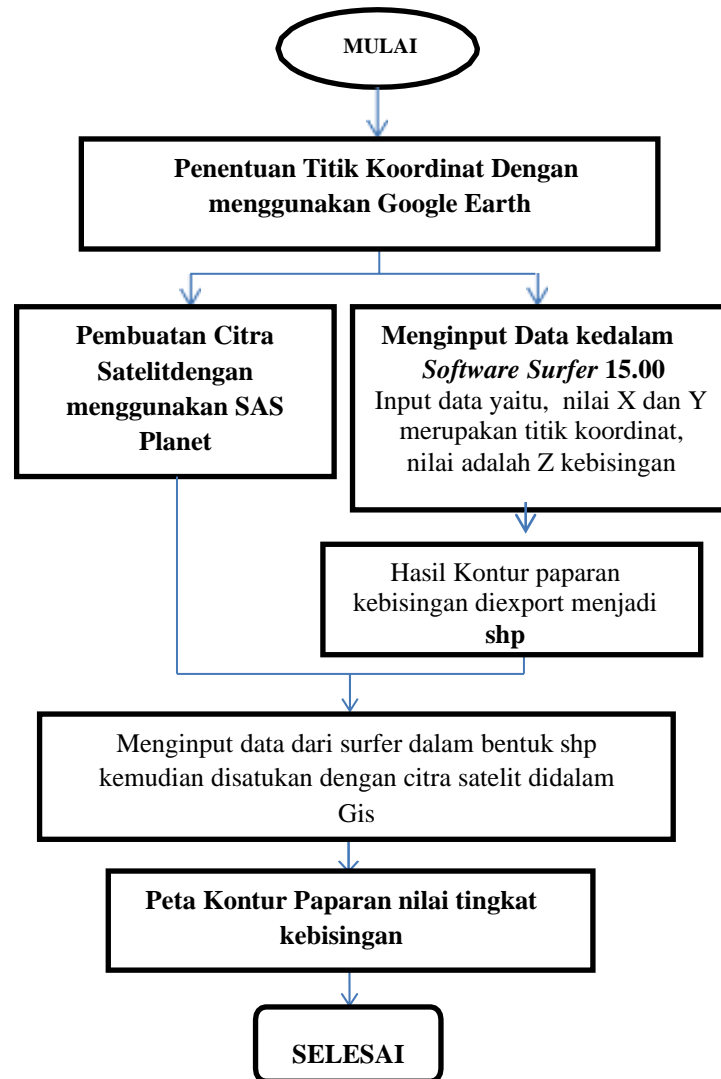 MULAI
Penentuan Titik Koordinat Dengan
menggunakan Google Earth
Pembuatan Citra
Satelitdengan
menggunakan SAS
Planet
Menginput Data kedalam
Software Surfer 15.00
Input data yaitu, nilai X dan Y
merupakan titik koordinat,
nilai adalah Z kebisingan
Hasil Kontur paparan
kebisingan diexport menjadi
shp
Menginput data dari surfer dalam bentuk shp
kemudian disatukan dengan citra satelit didalam
Gis
Peta Kontur Paparan nilai tingkat
kebisingan
SELESAI